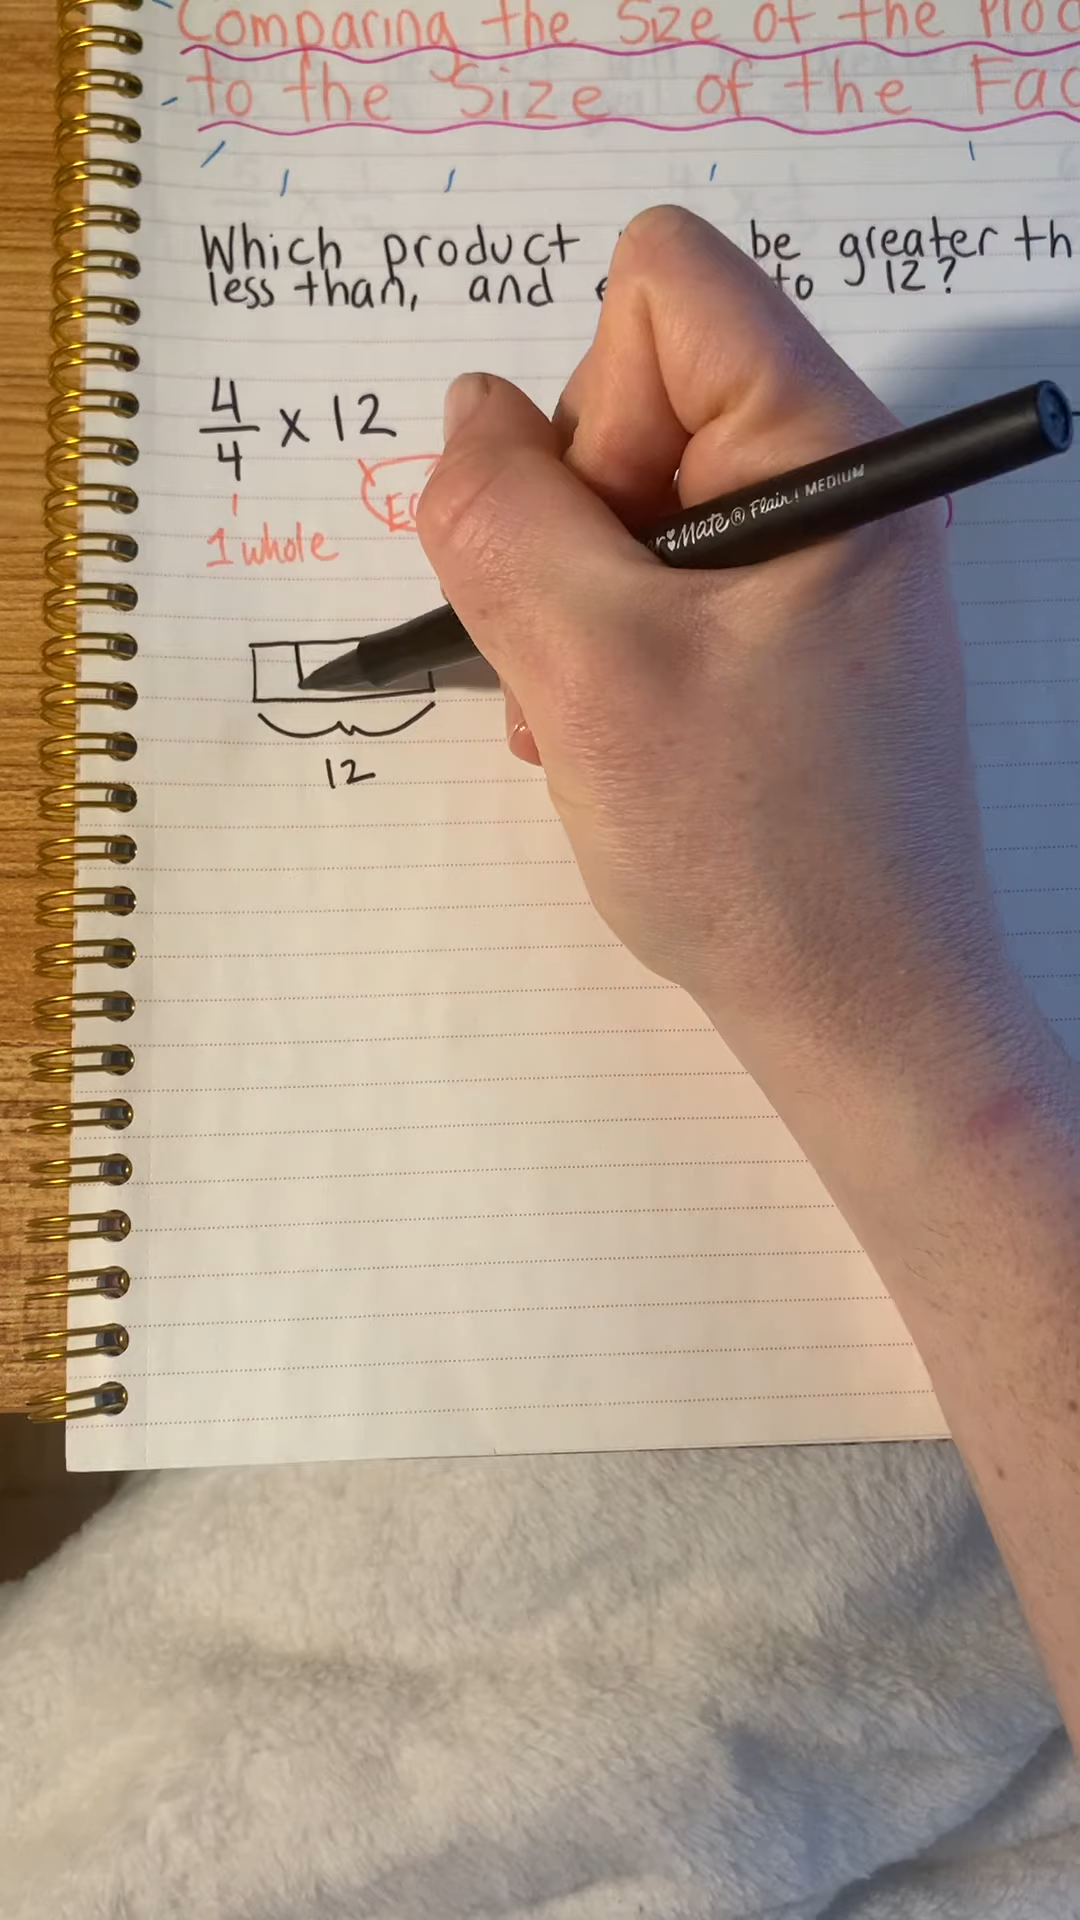 Comparing the Size of the
to the Size of the
Which product be greater
less than, and to 12?
4
4
x 12
1 whole
12
Mate® Flair! MEDIUM